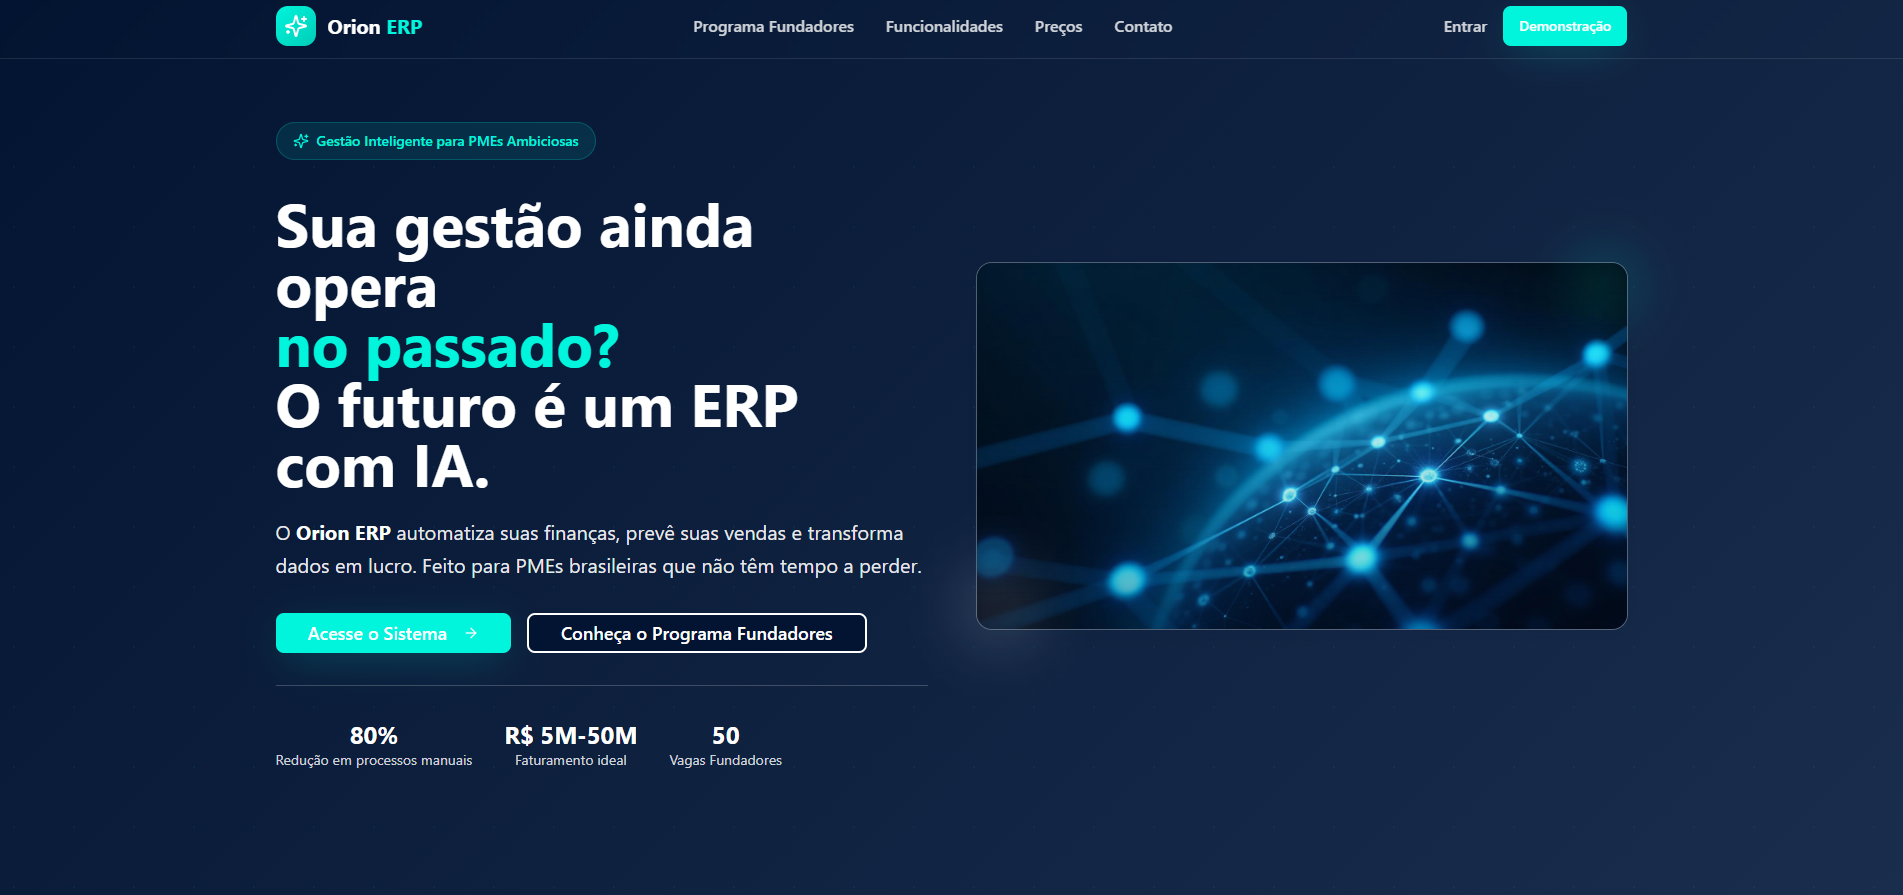 Orion ERP
Programa Fundadores
Funcionalidades
Preços
Contato
Entrar
Demonstração
Gestão Inteligente para PMEs Ambiciosas
Sua gestão ainda
opera
no passado?
O futuro é um ERP
com IA.
O Orion ERP automatiza suas finanças, prevê suas vendas e transforma
dados em lucro. Feito para PMEs brasileiras que não têm tempo a perder.
Acesse o Sistema →
Conheça o Programa Fundadores
80%
Redução em processos manuais
R$ 5M-50M
Faturamento ideal
50
Vagas Fundadores